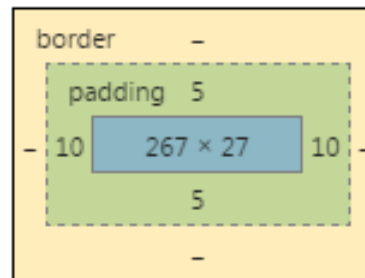 border –
padding 5
– 10 267 × 27 10 –
5
–